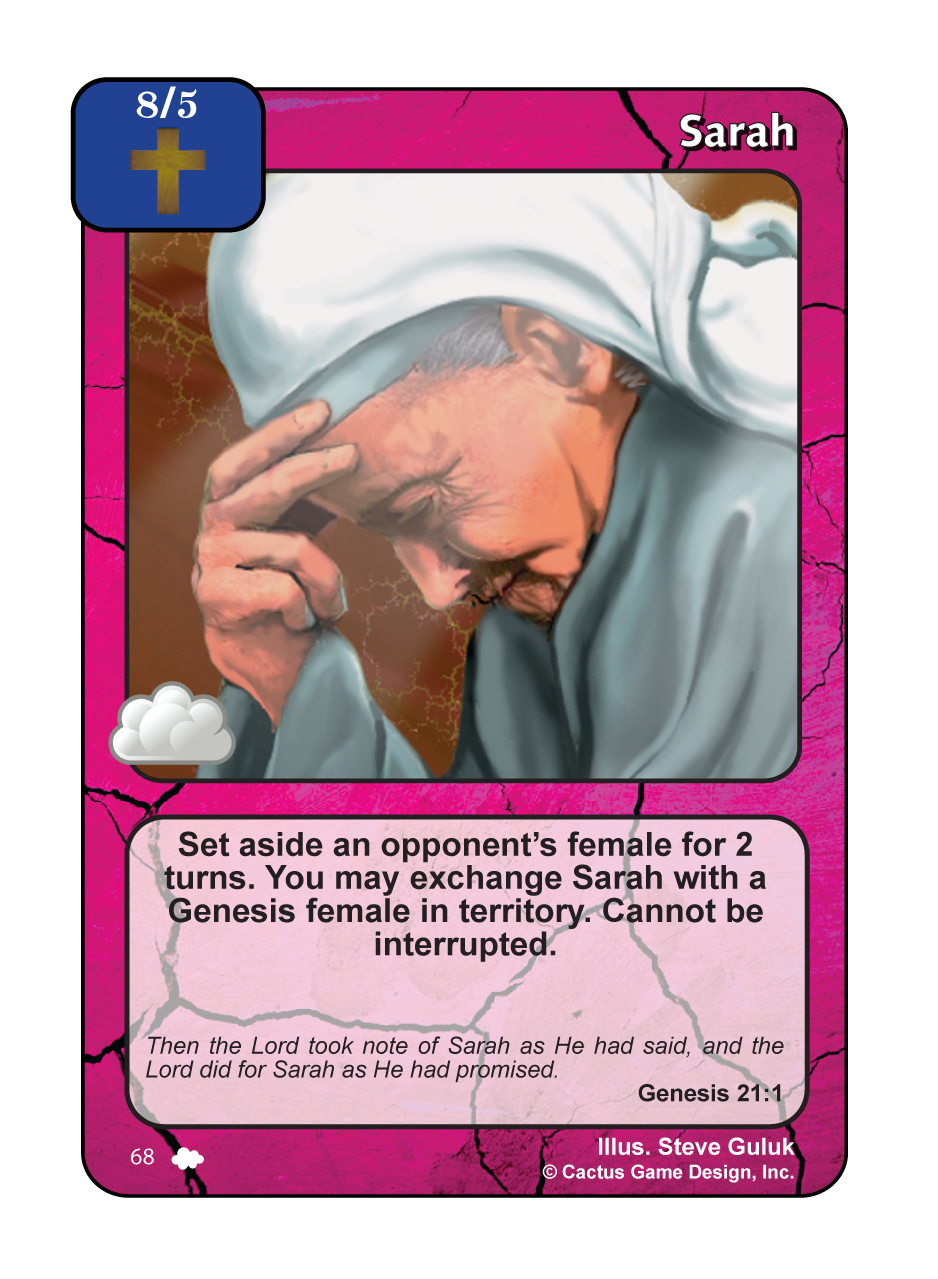 8/5
Sarah
Set aside an opponent’s female for 2
turns. You may exchange Sarah with a
Genesis female in territory. Cannot be
interrupted.
Then the Lord took note of Sarah as He had said, and the
Lord did for Sarah as He had promised.
Genesis 21:1
68
Illus. Steve Guluk
© Cactus Game Design, Inc.